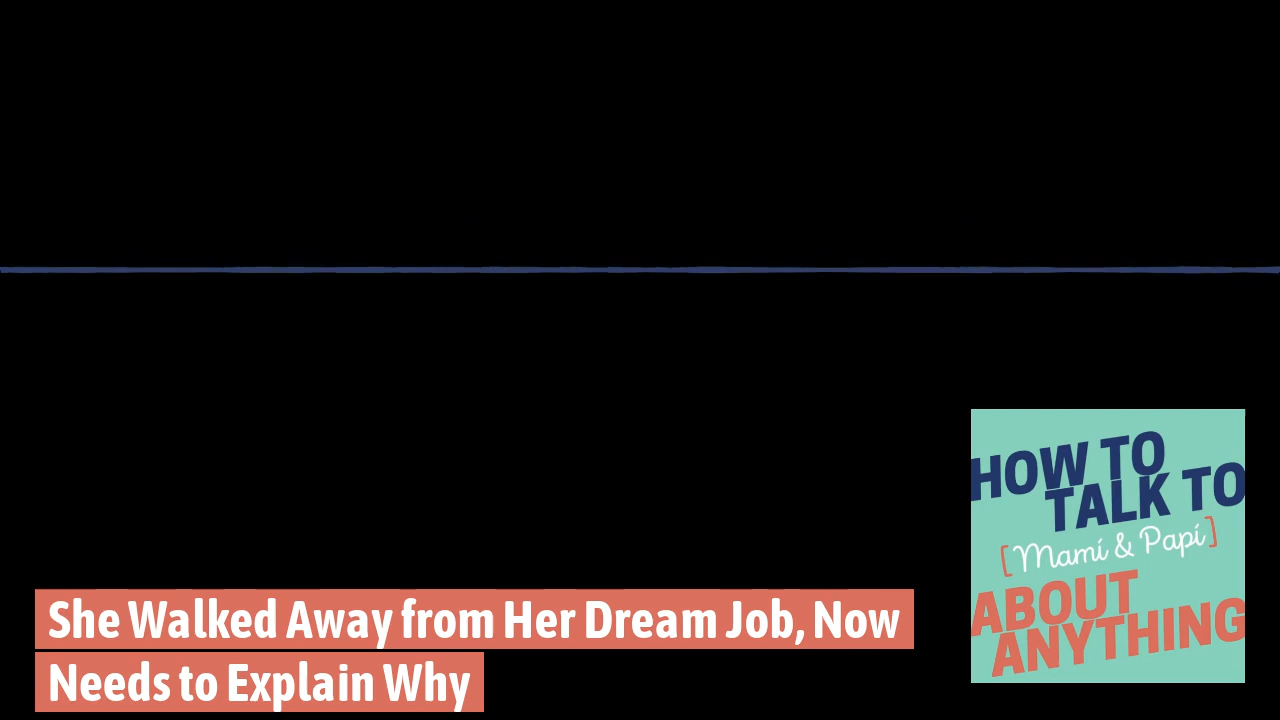 She Walked Away from Her Dream Job, Now
Needs to Explain Why
HOW TO
TALK TO
[Mamí & Papi]
ABOUT
ANYTHING